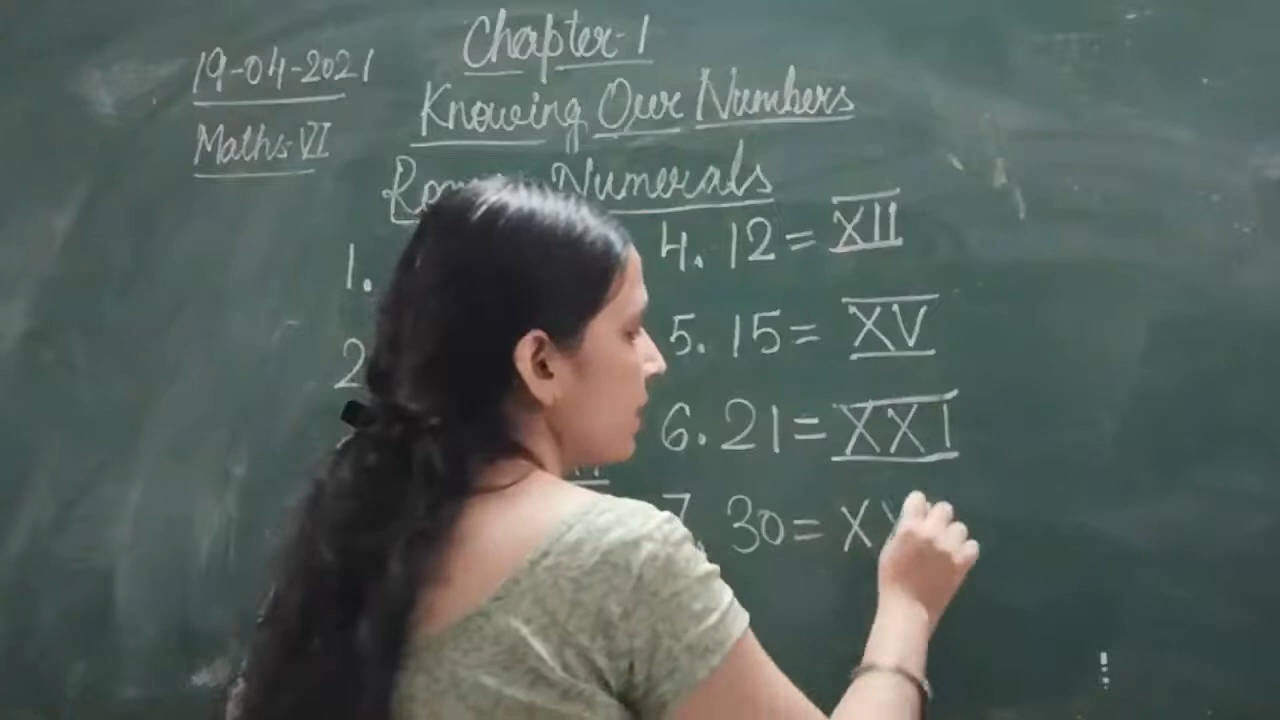 19-04-2021
Maths-VI
Chapter-1
Knowing Our Numbers
Numerals
1.
2
4. 12 = XII
5. 15 = XV
6. 21 = XXI
7. 30 = XX